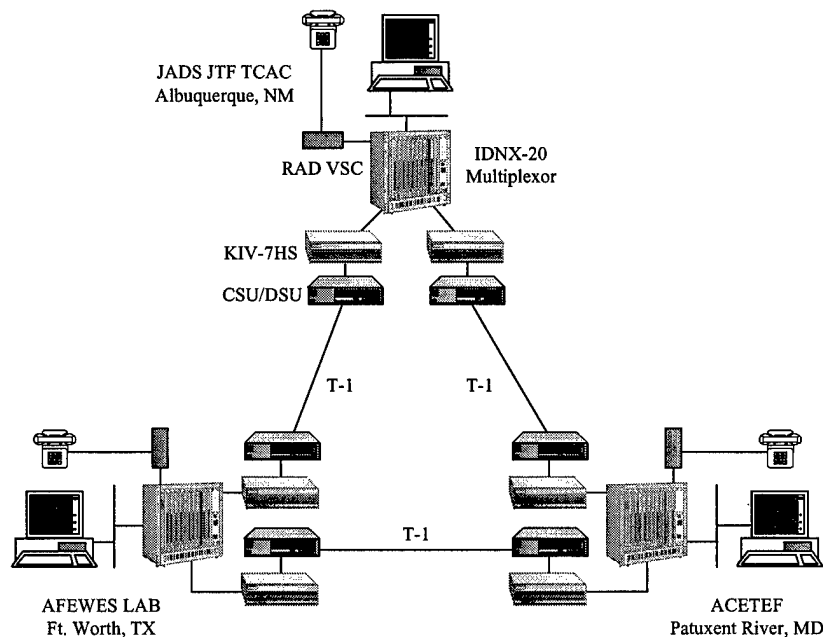 JADS JTF TCAC
Albuquerque, NM
RAD VSC
IDNX-20
Multiplexor
KIV-7HS
CSU/DSU
T-1
T-1
T-1
AFEWES LAB
Ft. Worth, TX
ACETEF
Patuxent River, MD